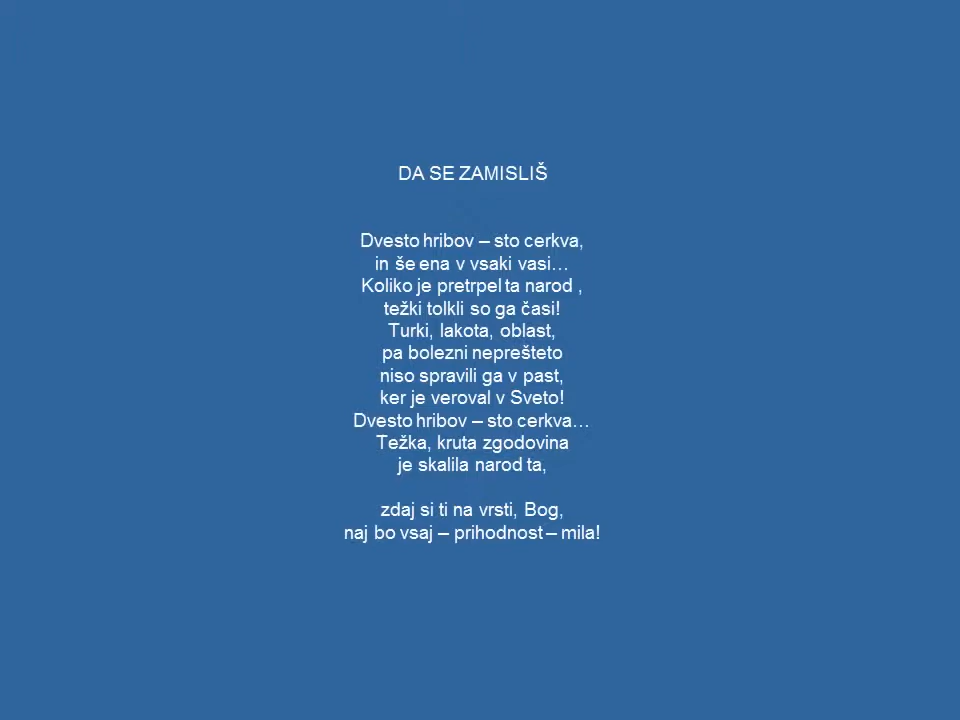 DA SE ZAMISLIŠ
Dvesto hribov – sto cerkva,
in še ena v vsaki vasi…
Koliko je pretrpel ta narod ,
težki tolkli so ga časi!
Turki, lakota, oblast,
pa bolezni neprešteto
niso spravili ga v past,
ker je veroval v Sveto!
Dvesto hribov – sto cerkva…
Težka, kruta zgodovina
je skalila narod ta,
zdaj si ti na vrsti, Bog,
naj bo vsaj – prihodnost – mila!